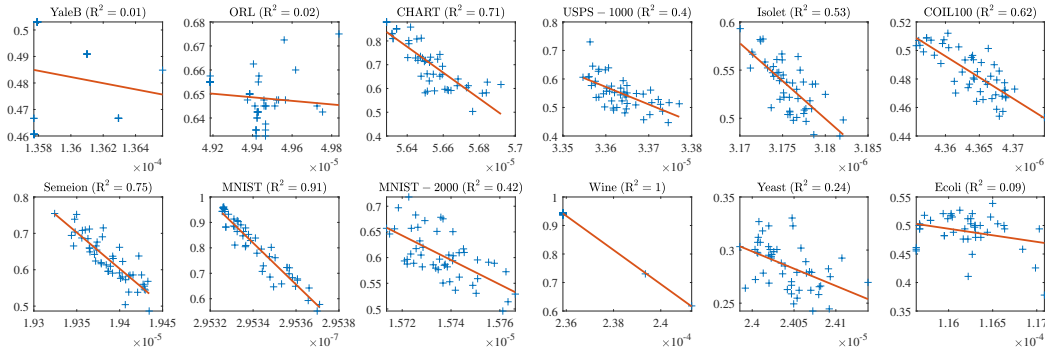 YaleB (R² = 0.01)
0.5
0.48
0.46
0.44
0.46
1.358 1.36 1.362 1.364
×10⁻⁴
ORL (R² = 0.02)
0.68
0.67
0.66
0.65
0.64
4.92 4.94 4.96 4.98
×10⁻⁵
CHART (R² = 0.71)
0.8
0.7
0.6
0.5
0.4
5.64 5.66 5.68 5.7
×10⁻⁵
USPS − 1000 (R² = 0.4)
0.8
0.7
0.6
0.5
0.4
3.35 3.36 3.37 3.38
×10⁻⁵
Isolet (R² = 0.53)
0.6
0.55
0.5
3.17 3.175 3.18 3.185
×10⁻⁶
COIL100 (R² = 0.62)
0.52
0.5
0.48
0.46
0.44
4.36 4.365 4.37
×10⁻⁶
Semeion (R² = 0.75)
0.8
0.7
0.6
0.5
1.93 1.935 1.94 1.945
×10⁻⁵
MNIST (R² = 0.91)
1
0.9
0.8
0.7
0.6
2.9532 2.9534 2.9536 2.9538
×10⁻⁷
MNIST − 2000 (R² = 0.42)
0.7
0.6
0.5
1.572 1.574 1.576
×10⁻⁵
Wine (R² = 1)
1
0.9
0.8
0.7
0.6
2.36 2.38 2.4
×10⁻⁴
Yeast (R² = 0.24)
0.35
0.3
0.25
2.4 2.405 2.41
×10⁻⁵
Ecoli (R² = 0.09)
0.55
0.5
0.45
0.4
0.35
1.16 1.165 1.17
×10⁻⁴